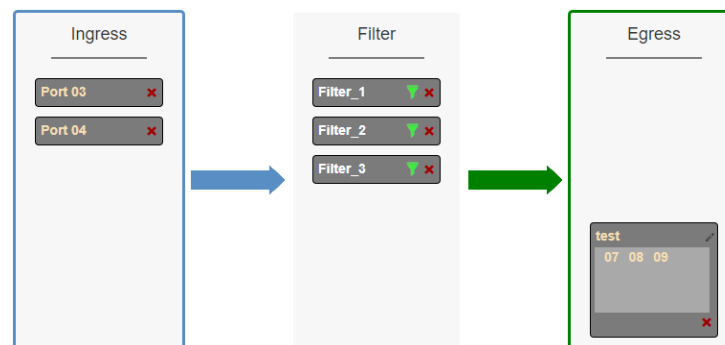 Ingress
Filter
Egress
Port 03
Filter_1
Port 04
Filter_2
Filter_3
test
07 08 09